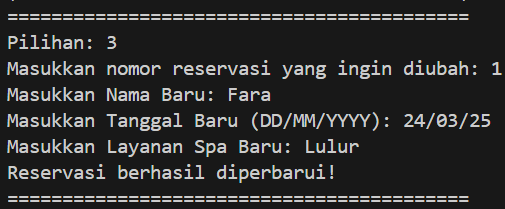 ==========================================
Pilihan: 3
Masukkan nomor reservasi yang ingin diubah: 1
Masukkan Nama Baru: Fara
Masukkan Tanggal Baru (DD/MM/YYYY): 24/03/25
Masukkan Layanan Spa Baru: Lulur
Reservasi berhasil diperbarui!
==========================================